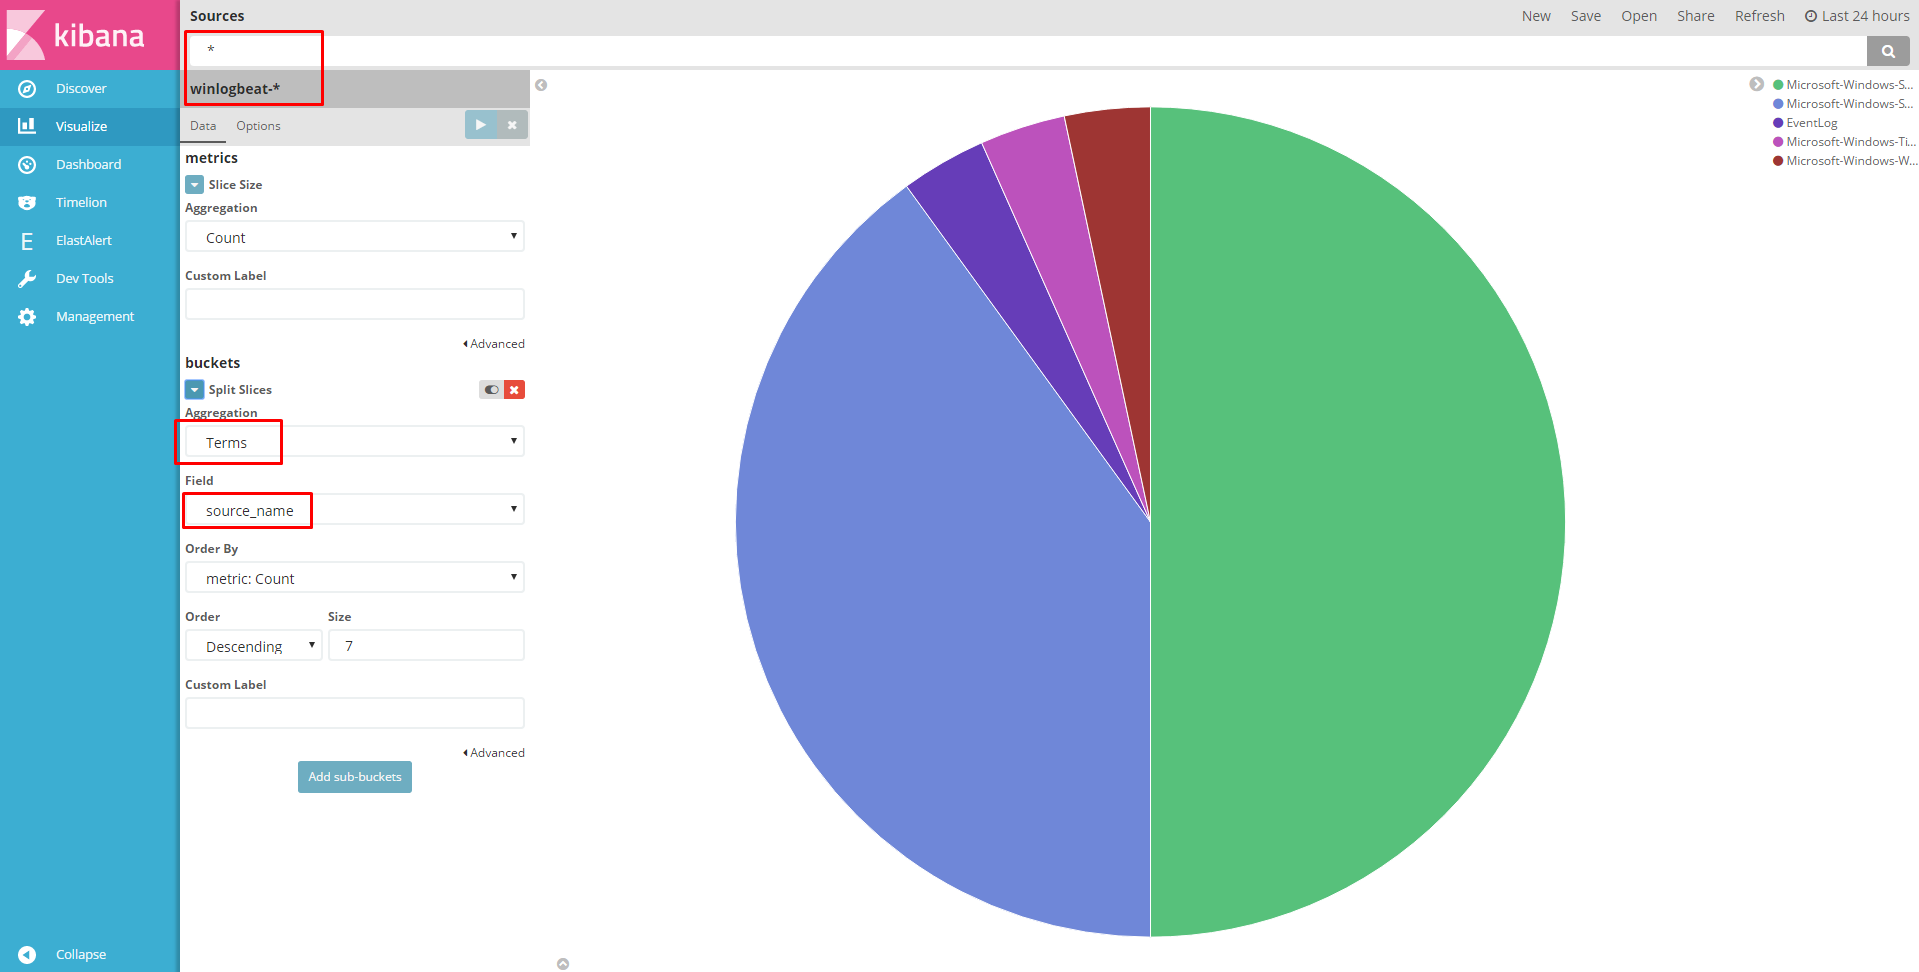 kibana
Discover
Visualize
Dashboard
Timelion
E ElastAlert
Dev Tools
Management
Collapse
Sources
New Save Open Share Refresh Last 24 hours
*
winlogbeat-*
Data Options
metrics
Slice Size
Aggregation
Count
Custom Label
Advanced
buckets
Split Slices
Aggregation
Terms
Field
source_name
Order By
metric: Count
Order Size
Descending 7
Custom Label
Advanced
Add sub-buckets
Microsoft-Windows-S...
Microsoft-Windows-S...
EventLog
Microsoft-Windows-Ti...
Microsoft-Windows-W...